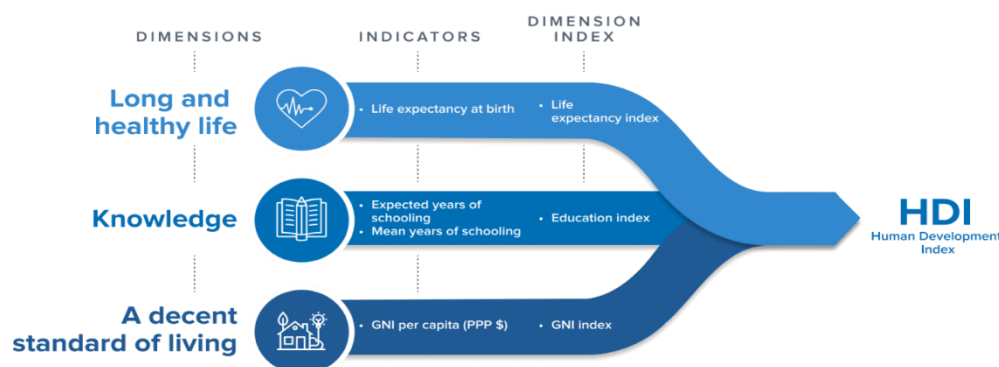 DIMENSIONS
INDICATORS
DIMENSION
INDEX
Long and
healthy life
• Life expectancy at birth
• Life
expectancy index
Knowledge
• Expected years of
schooling
• Mean years of schooling
• Education index
A decent
standard of living
• GNI per capita (PPP $)
• GNI index
HDI
Human Development
Index